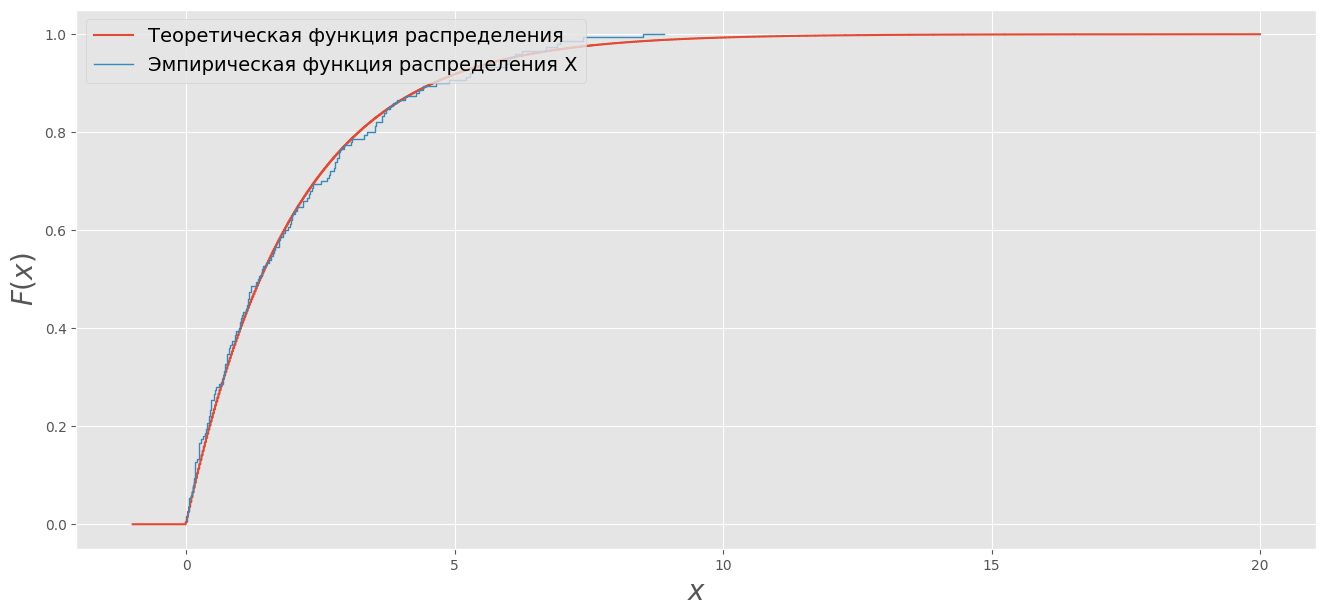 Теоретическая функция распределения
Эмпирическая функция распределения X
1.0
0.8
0.6
0.4
0.2
0.0
F(x)
0 5 10 15 20
x